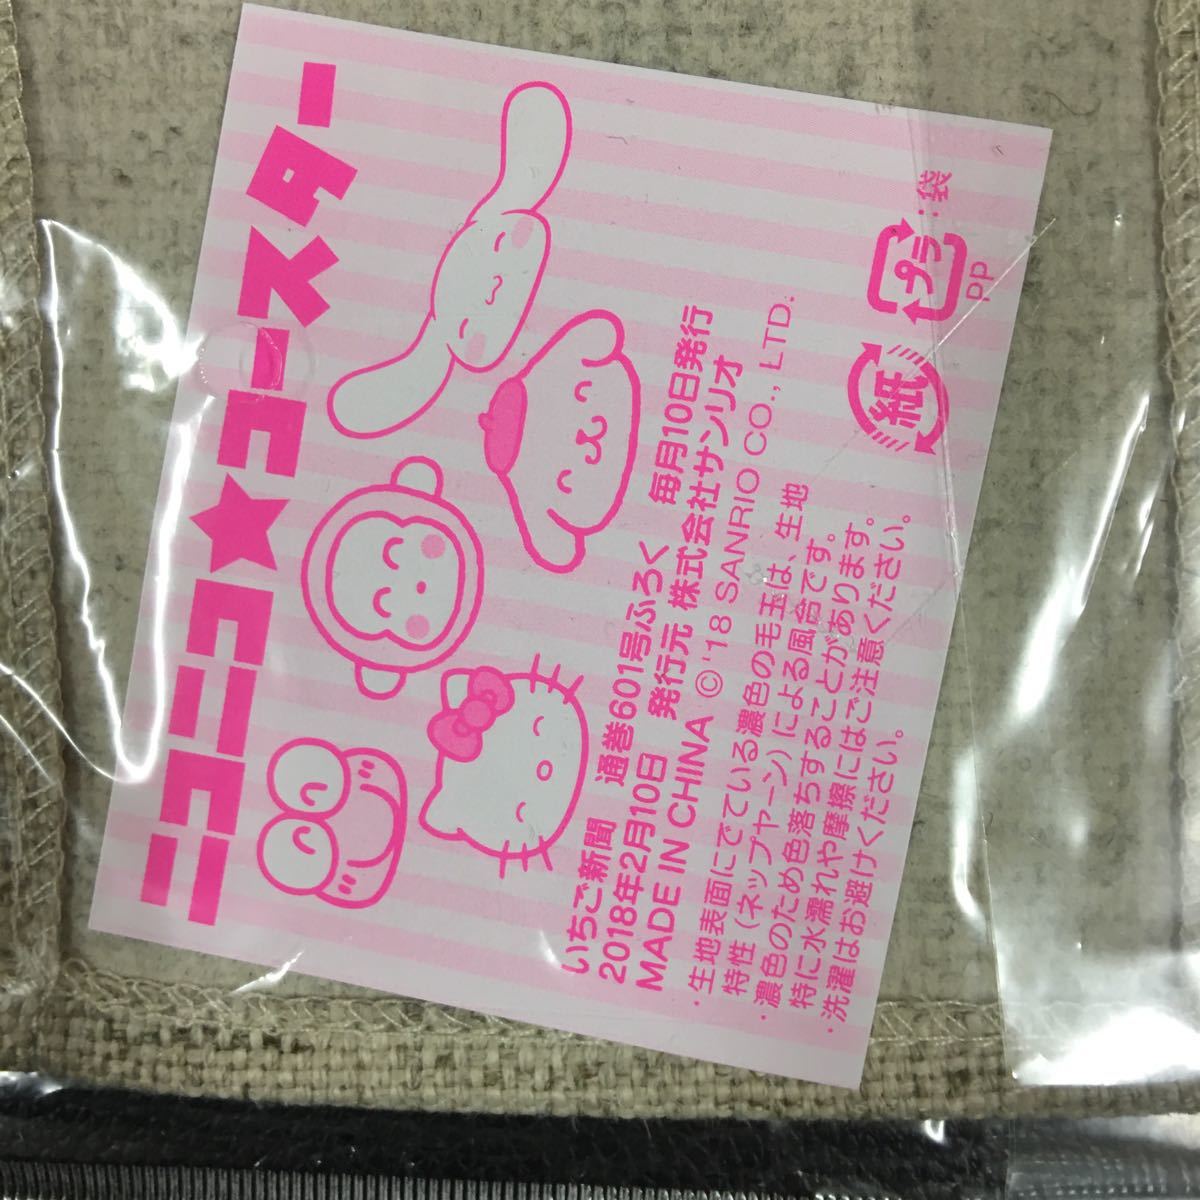 ニコニコ★コースター
いちご新聞 通巻601号ふろく 毎月10日発行
2018年2月10日 発行元 株式会社サンリオ
MADE IN CHINA © '18 SANRIO CO., LTD.
・生地表面にでている濃色の毛玉は、生地
特性(ネップヤーン)による風合です。
・濃色のため色落ちすることがあります。
特に水濡れや摩擦にはご注意ください。
・洗濯はお避けください。
紙
プラ:袋
PP